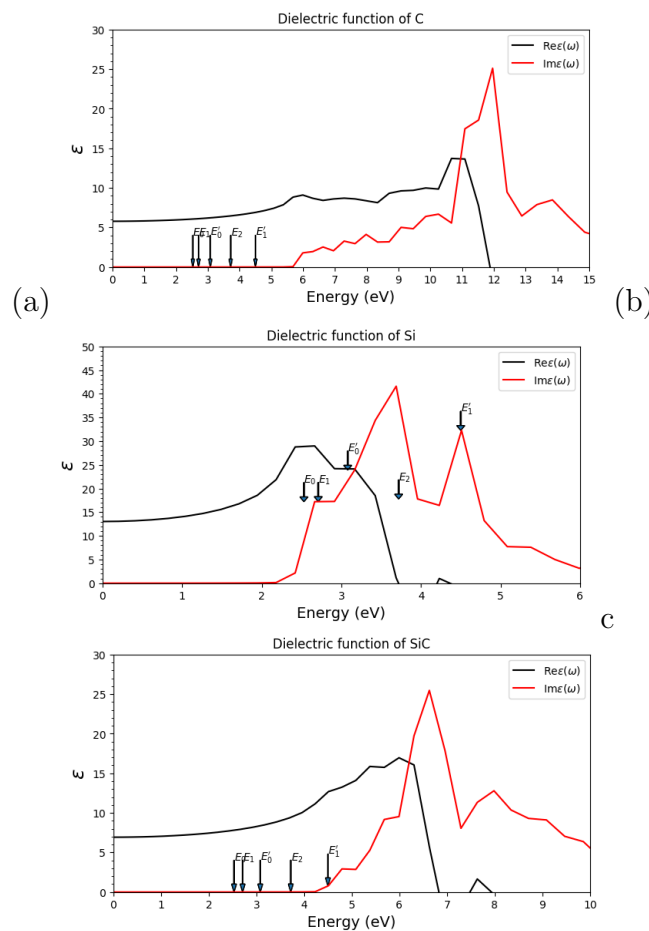 Dielectric function of C
30
25
20
15
10
5
0
ε
Reε(ω)
Imε(ω)
E₀ E₁ E₀′ E₂ E₁′
0 1 2 3 4 5 6 7 8 9 10 11 12 13 14 15
Energy (eV)
(a) (b)
Dielectric function of Si
50
45
40
35
30
25
20
15
10
5
0
ε
Reε(ω)
Imε(ω)
E₁′
E₀′
E₀ E₁ E₂
0 1 2 3 4 5 6
Energy (eV)
c
Dielectric function of SiC
30
25
20
15
10
5
0
ε
Reε(ω)
Imε(ω)
E₁′
E₀ E₁ E₀′ E₂
0 1 2 3 4 5 6 7 8 9 10
Energy (eV)